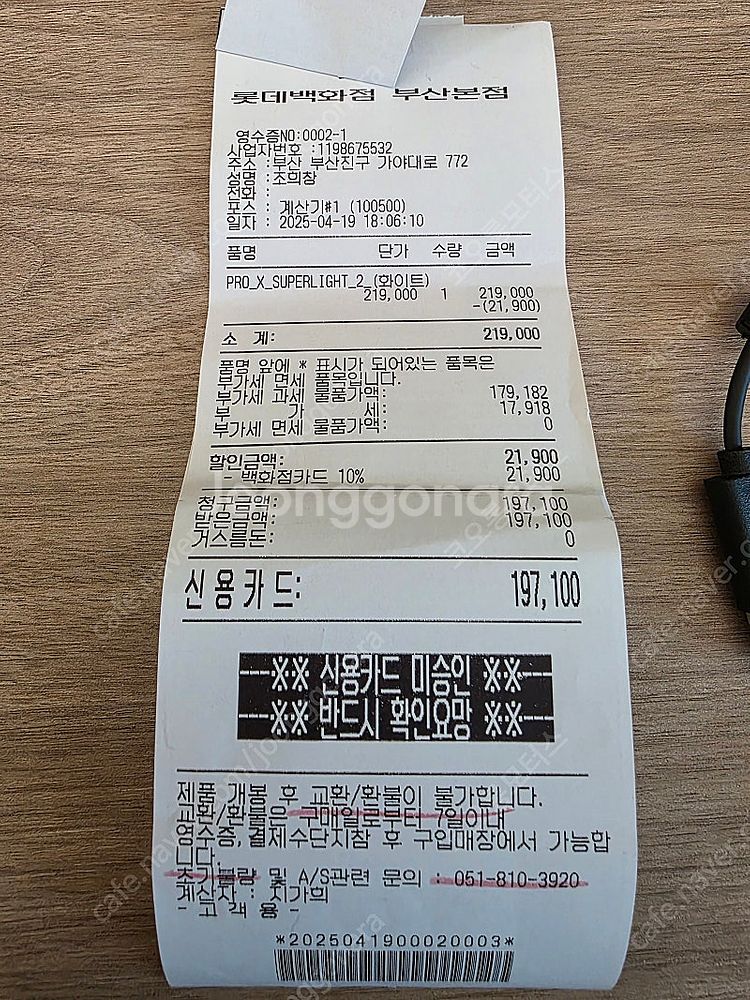 롯데백화점 부산본점
영수증NO:0002-1
사업자번호 :1198675532
주소 :부산 부산진구 가야대로 772
성명 :조의창
전화 :
포스 : 계산기#1 (100500)
일자 : 2025-04-19 18:06:10
품명 단가 수량 금액
PRO_X_SUPERLIGHT_2_(화이트)
219,000 1 219,000
-(21,900)
소 계: 219,000
품명 앞에 * 표시가 되어있는 품목은
부가세 면세 품목입니다.
부가세 과세 물품가액: 179,182
부 가 세: 17,918
부가세 면세 물품가액: 0
할인금액: 21,900
- 백화점카드 10% 21,900
청구금액: 197,100
받은금액: 197,100
거스름돈: 0
신용카드: 197,100
---※※ 신용카드 미승인 ※※---
---※※ 반드시 확인요망 ※※---
제품 개봉 후 교환/환불이 불가합니다.
교환/환불은 구매일로부터 7일이내
영수증, 결제수단지참 후 구입매장에서 가능합
니다.
초기불량 및 A/S관련 문의 : 051-810-3920
계산자 : 지가희
- 고 객 용 -
*2025041900020003*
joonggonara